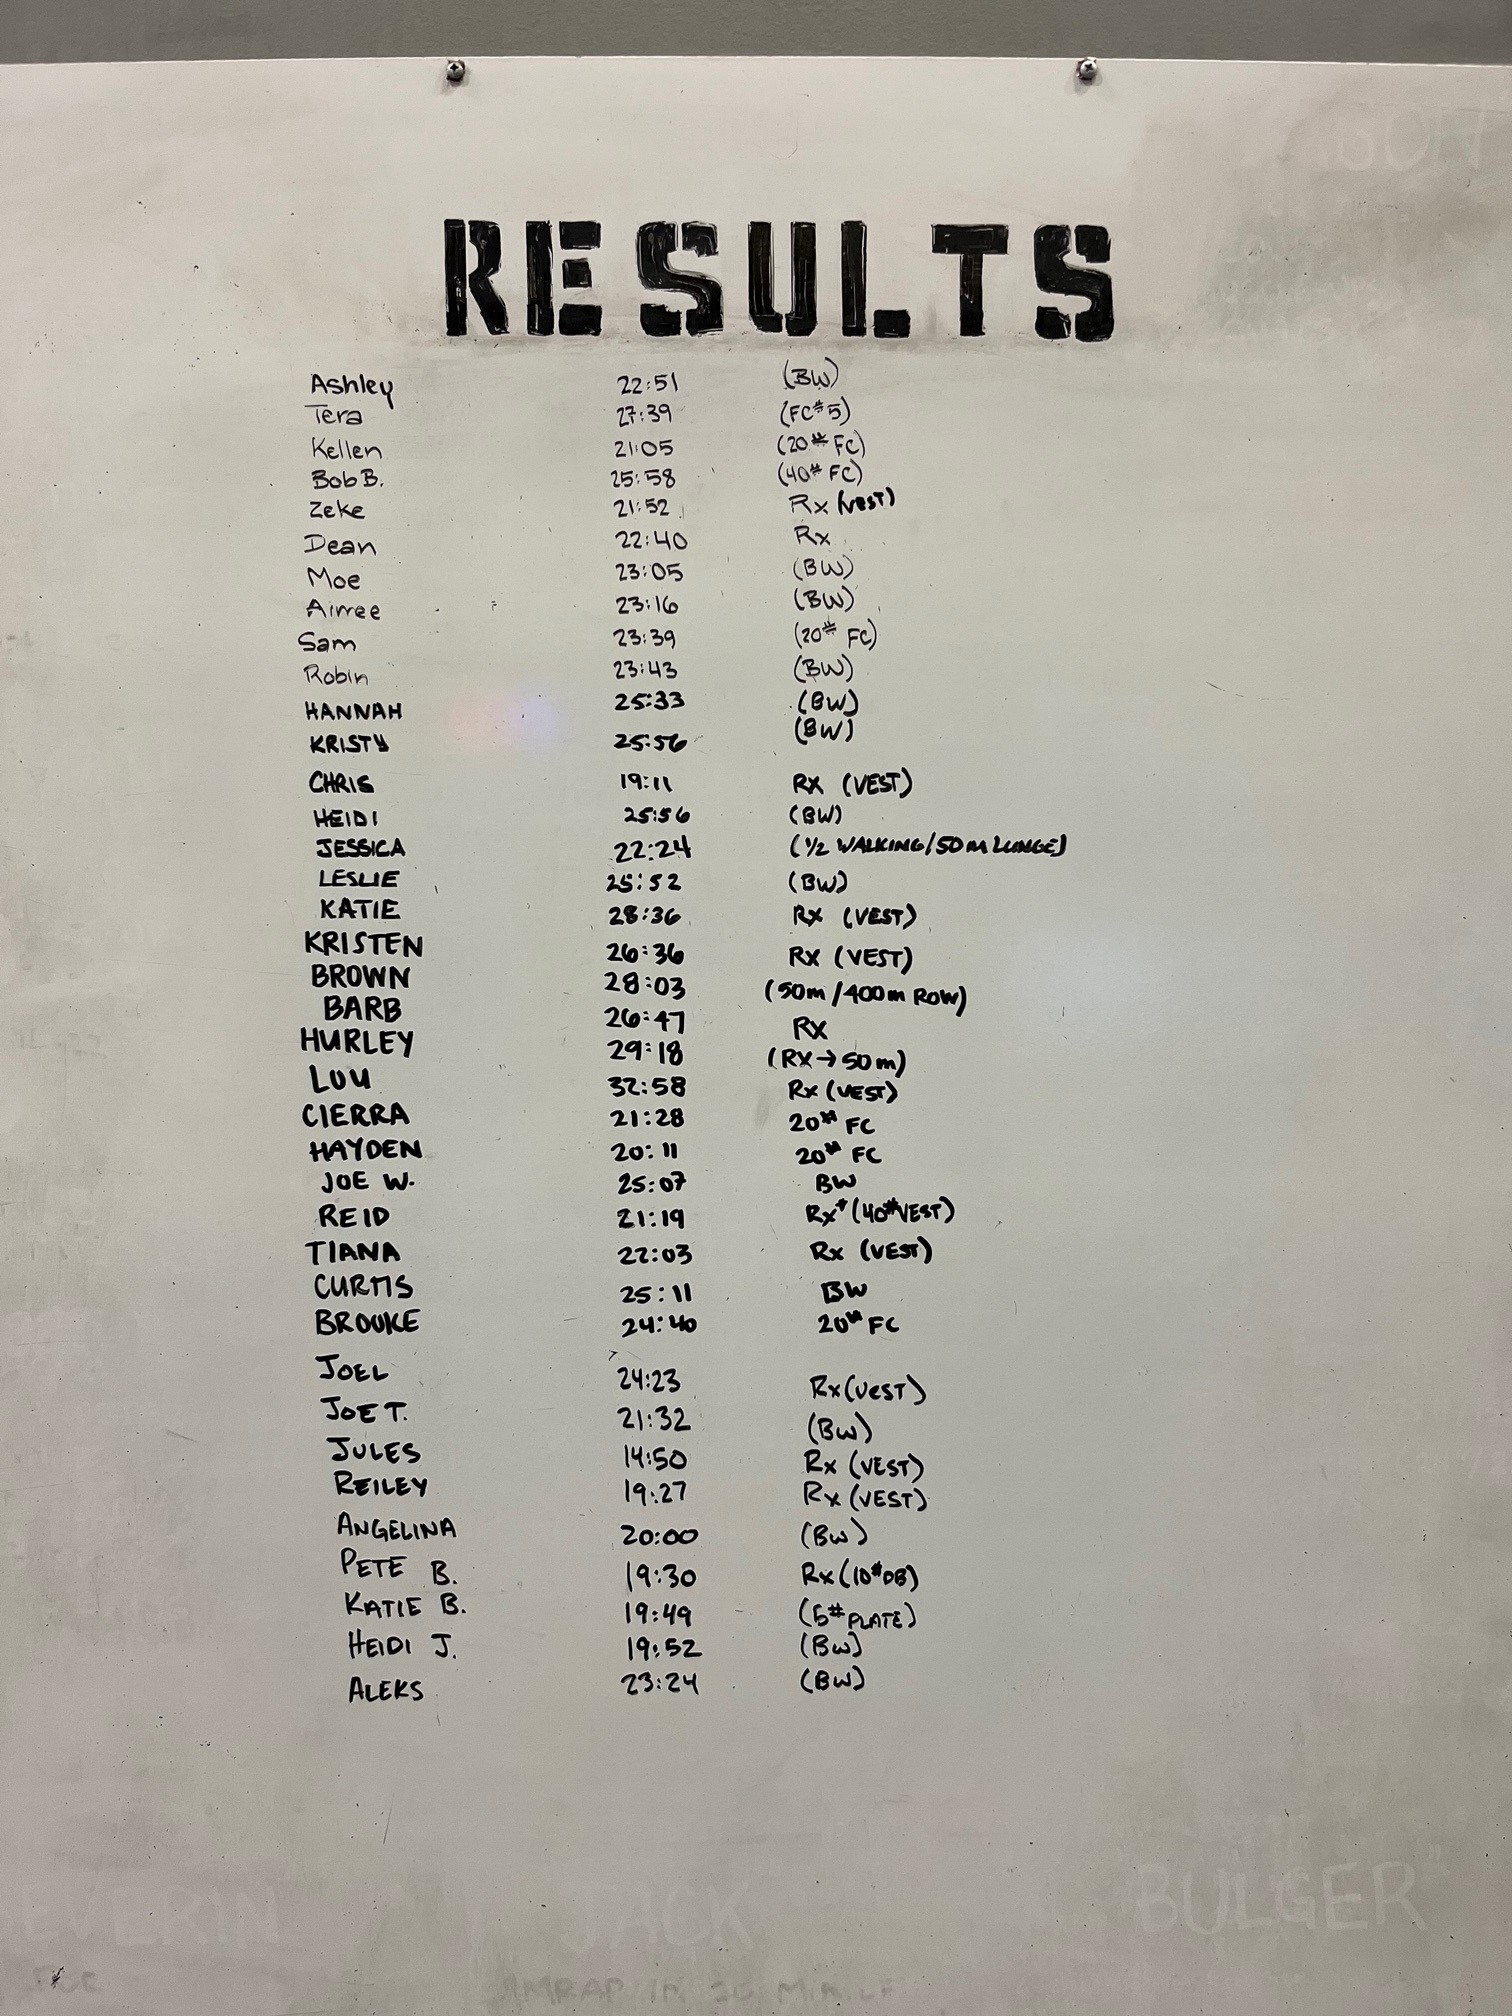 RESULTS
Ashley 22:51 (BW)
Tera 27:39 (FC#5)
Kellen 21:05 (20# FC)
Bob B. 25:58 (40# FC)
Zeke 21:52 Rx (VEST)
Dean 22:40 Rx
Moe 23:05 (BW)
Aimee 23:16 (BW)
Sam 23:39 (20# FC)
Robin 23:43 (BW)
HANNAH 25:33 (BW)
KRISTY 25:56 (BW)
CHRIS 19:11 RX (VEST)
HEIDI 25:56 (BW)
JESSICA 22:24 (1/2 WALKING/50m LUNGE)
LESLIE 25:52 (BW)
KATIE 28:36 RX (VEST)
KRISTEN 26:36 RX (VEST)
BROWN 28:03 (50m/400m ROW)
BARB 26:47 RX
HURLEY 29:18 (RX→50m)
LOU 32:58 Rx (VEST)
CIERRA 21:28 20# FC
HAYDEN 20:11 20# FC
JOE W. 25:07 BW
REID 21:19 Rx+ (40# VEST)
TIANA 22:03 Rx (VEST)
CURTIS 25:11 BW
BROOKE 24:40 20# FC
JOEL 24:23 Rx (VEST)
JOE T. 21:32 (BW)
JULES 14:50 Rx (VEST)
REILEY 19:27 Rx (VEST)
ANGELINA 20:00 (BW)
PETE B. 19:30 Rx (10# DB)
KATIE B. 19:49 (5# PLATE)
HEIDI J. 19:52 (BW)
ALEKS 23:24 (BW)
JACK
"BULGER"